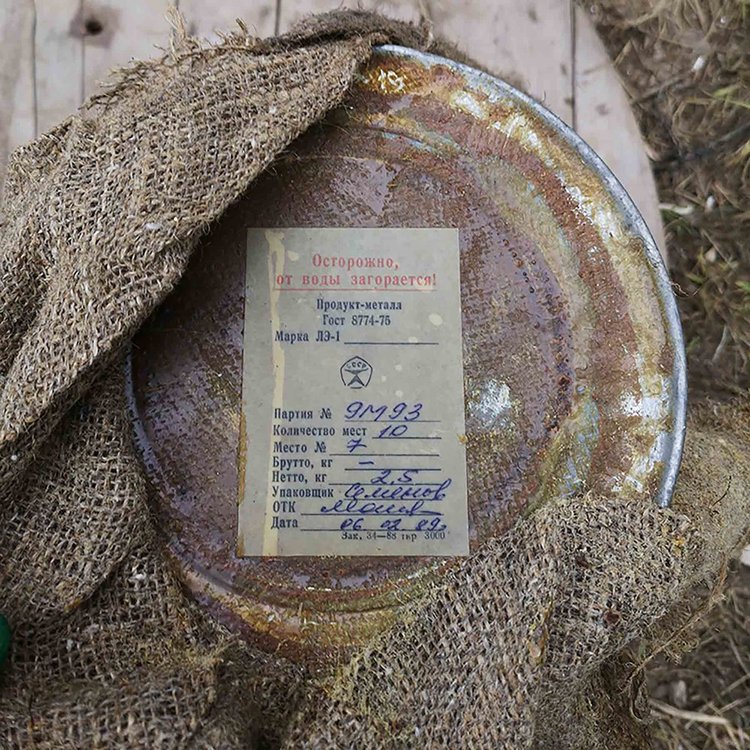 Осторожно,
от воды загорается!
Продукт-металл
Гост 8774-75
Марка ЛЭ-1
СССР
Партия № 9М93
Количество мест 10
Место № 7
Брутто, кг —
Нетто, кг 2,5
Упаковщик Семенов
ОТК
Дата 06 02 89г.
Зак. 34—88 тир 3000